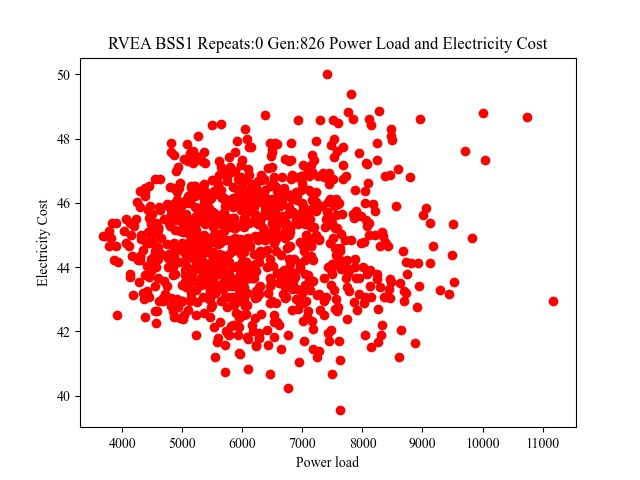 RVEA BSS1 Repeats:0 Gen:826 Power Load and Electricity Cost
50
48
46
44
42
40
Electricity Cost
4000 5000 6000 7000 8000 9000 10000 11000
Power load